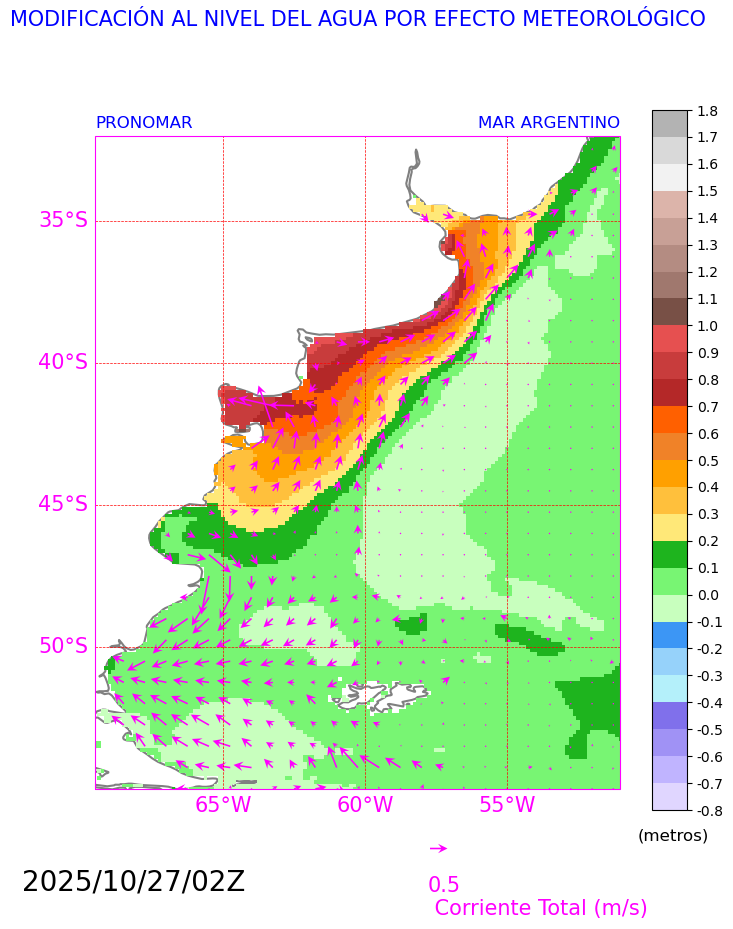 MODIFICACIÓN AL NIVEL DEL AGUA POR EFECTO METEOROLÓGICO
PRONOMAR
MAR ARGENTINO
35°S
40°S
45°S
50°S
65°W
60°W
55°W
1.8
1.7
1.6
1.5
1.4
1.3
1.2
1.1
1.0
0.9
0.8
0.7
0.6
0.5
0.4
0.3
0.2
0.1
0.0
-0.1
-0.2
-0.3
-0.4
-0.5
-0.6
-0.7
-0.8
(metros)
2025/10/27/02Z
0.5
Corriente Total (m/s)